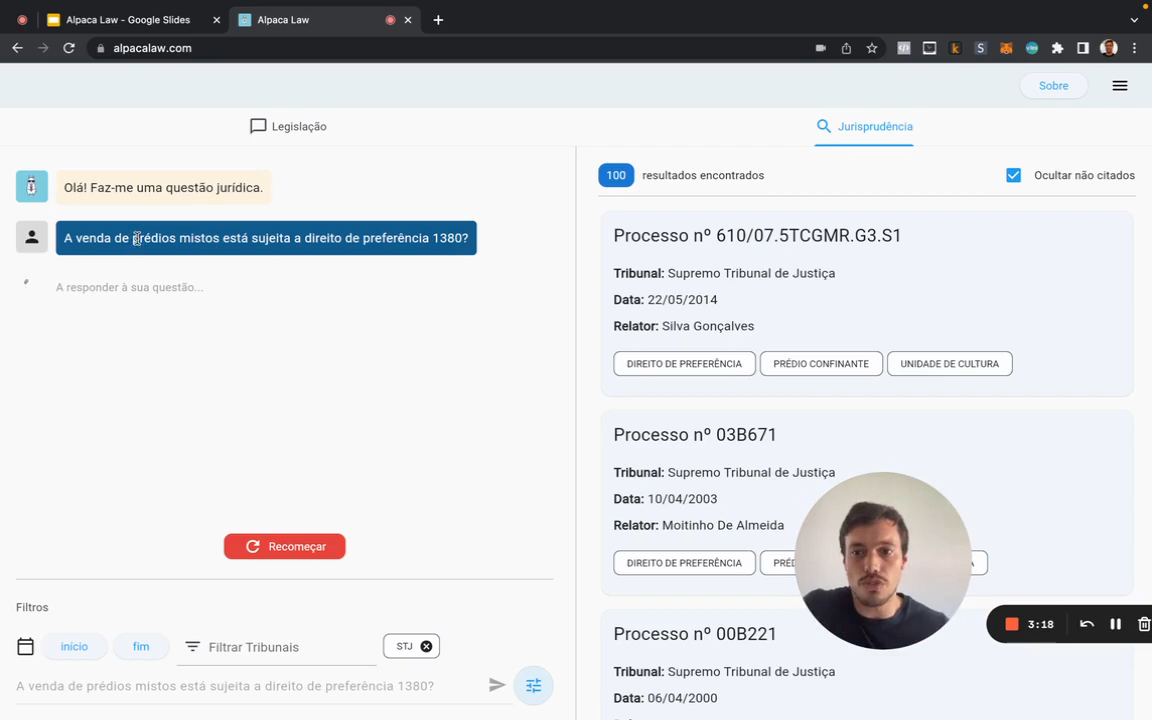 Alpaca Law - Google Slides
Alpaca Law
alpacalaw.com
Sobre
Legislação
Jurisprudência
Olá! Faz-me uma questão jurídica.
A venda de prédios mistos está sujeita a direito de preferência 1380?
A responder à sua questão...
Recomeçar
Filtros
início
fim
Filtrar Tribunais
STJ
A venda de prédios mistos está sujeita a direito de preferência 1380?
100 resultados encontrados
Ocultar não citados
Processo nº 610/07.5TCGMR.G3.S1
Tribunal: Supremo Tribunal de Justiça
Data: 22/05/2014
Relator: Silva Gonçalves
DIREITO DE PREFERÊNCIA
PRÉDIO CONFINANTE
UNIDADE DE CULTURA
Processo nº 03B671
Tribunal: Supremo Tribunal de Justiça
Data: 10/04/2003
Relator: Moitinho De Almeida
DIREITO DE PREFERÊNCIA
Processo nº 00B221
Tribunal: Supremo Tribunal de Justiça
Data: 06/04/2000
3:18